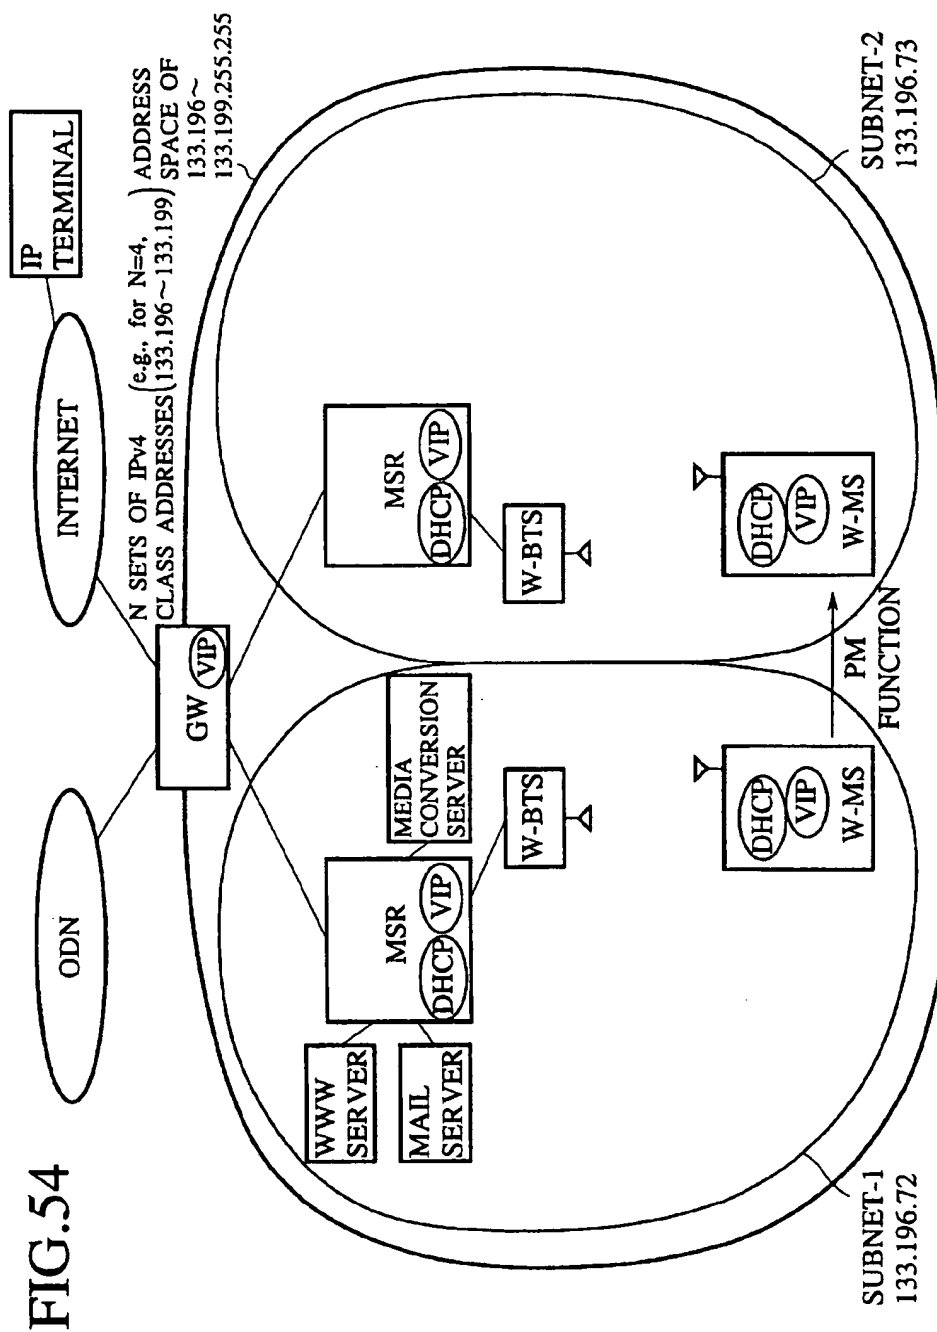 FIG.54
ODN
INTERNET
IP
TERMINAL
N SETS OF IPv4
CLASS ADDRESSES
(e.g., for N=4,
133.196~133.199)
ADDRESS
SPACE OF
133.196~
133.199.255.255
GW
VIP
WWW
SERVER
MAIL
SERVER
MSR
DHCP
VIP
MEDIA
CONVERSION
SERVER
W-BTS
MSR
DHCP
VIP
W-BTS
DHCP
VIP
W-MS
PM
FUNCTION
DHCP
VIP
W-MS
SUBNET-1
133.196.72
SUBNET-2
133.196.73